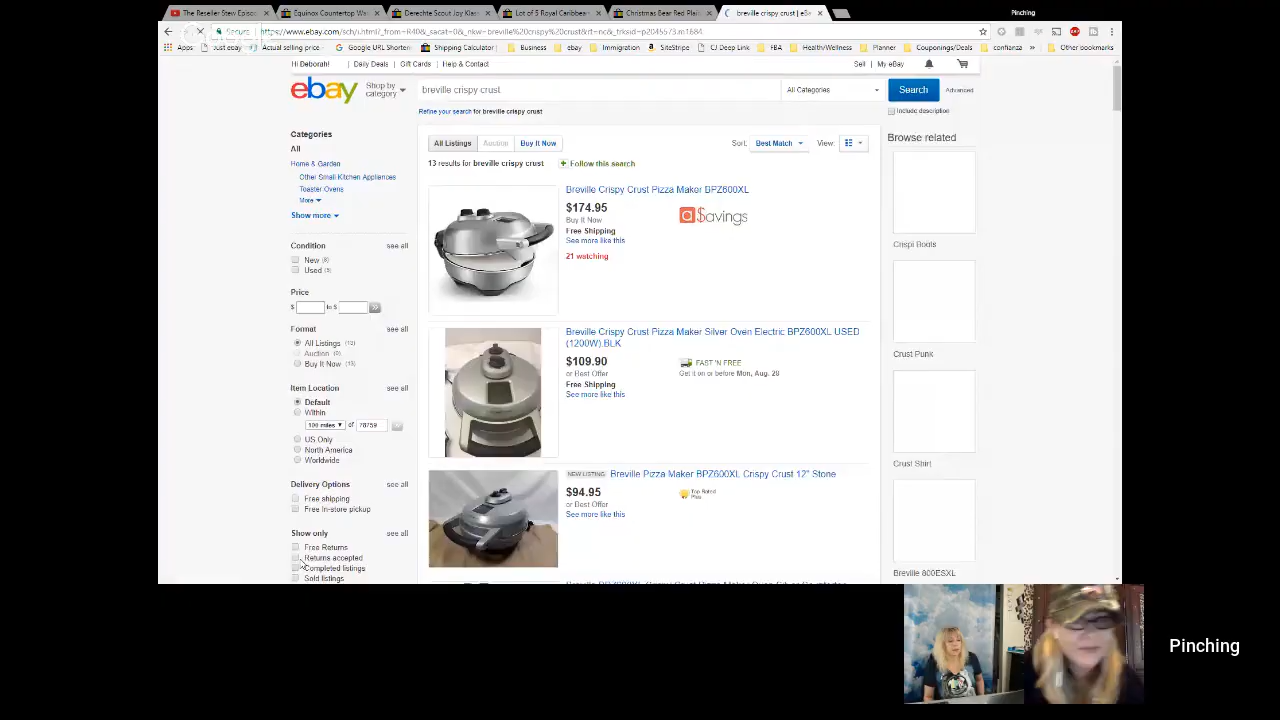 The Reseller Stew Episo
Equinox Countertop Wa
Derechte Scout Joy Klas
Lot of 5 Royal Caribbea
Christmas Bear Red Plaid
breville crispy crust | eBa
Pinching
Secure
https://www.ebay.com/sch/i.html?_from=R40&_sacat=0&_nkw=breville%20crispy%20crust&rt=nc&_trksid=p2045573.m1684
Apps
Just ebay
Actual selling price
Google URL Shorten
Shipping Calculator
Business
ebay
Immigration
SiteStripe
CJ Deep Link
FBA
Health/Wellness
Planner
Coupons/Deals
confianza
Other bookmarks
Hi Deborah!
Daily Deals
Gift Cards
Help & Contact
Sell
My eBay
ebay
Shop by
category
breville crispy crust
All Categories
Search
Advanced
Refine your search for breville crispy crust
Include description
Categories
All
Home & Garden
Other Small Kitchen Appliances
Toaster Ovens
More
Show more
Condition
see all
New (8)
Used (5)
Price
$
to $
Format
see all
All Listings (13)
Auction (0)
Buy It Now (13)
Item Location
see all
Default
Within
100 miles
of
78759
US Only
North America
Worldwide
Delivery Options
see all
Free shipping
Free In-store pickup
Show only
see all
Free Returns
Returns accepted
Completed listings
Sold listings
All Listings
Auction
Buy It Now
Sort:
Best Match
View:
13 results for breville crispy crust
+ Follow this search
Breville Crispy Crust Pizza Maker BPZ600XL
$174.95
Buy It Now
Free Shipping
See more like this
21 watching
a $avings
Breville Crispy Crust Pizza Maker Silver Oven Electric BPZ600XL USED
(1200W).BLK
$109.90
or Best Offer
Free Shipping
See more like this
FAST 'N FREE
Get it on or before Mon, Aug. 20
NEW LISTING
Breville Pizza Maker BPZ600XL Crispy Crust 12" Stone
$94.95
or Best Offer
See more like this
Top Rated
Plus
Browse related
Crispi Boots
Crust Punk
Crust Shirt
Breville 800ESXL
Pinching